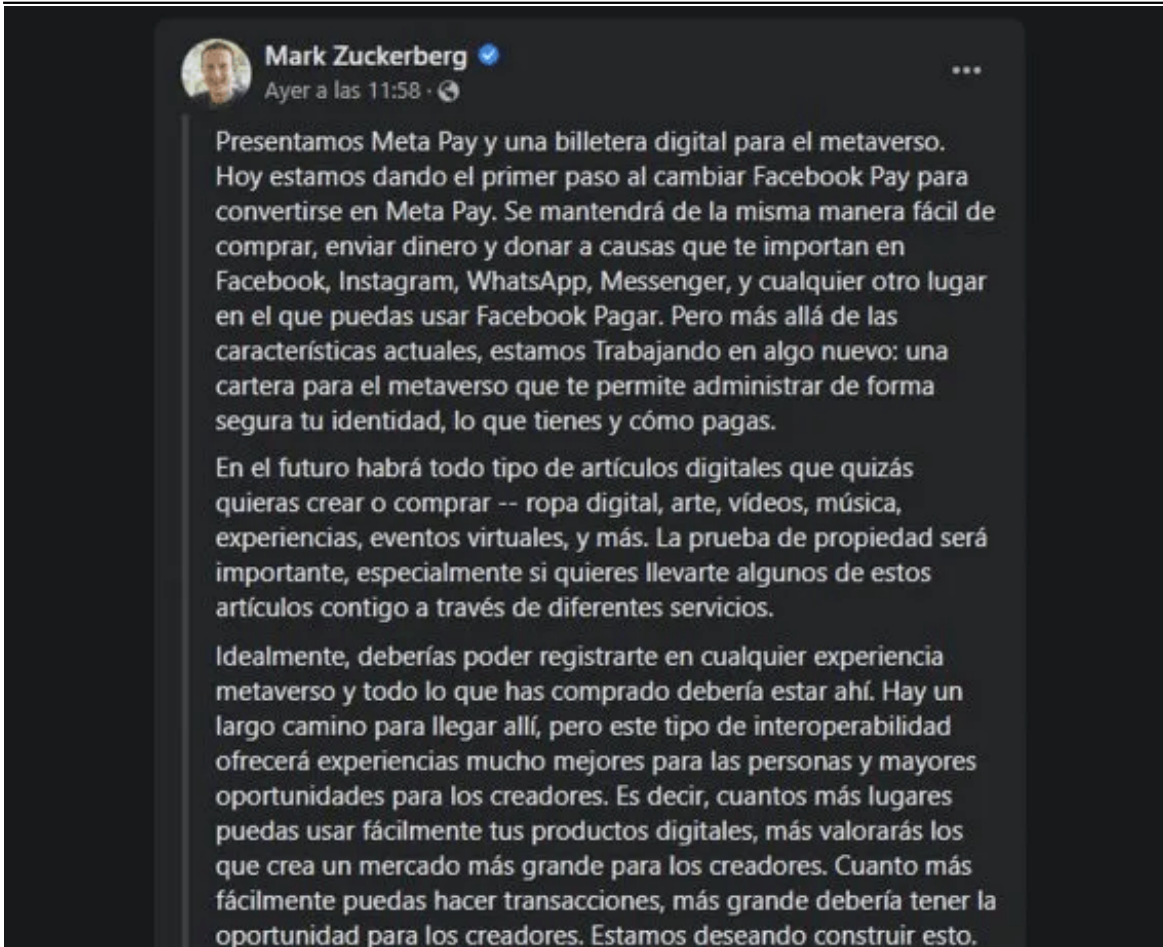 Mark Zuckerberg
Ayer a las 11:58 ·
Presentamos Meta Pay y una billetera digital para el metaverso.
Hoy estamos dando el primer paso al cambiar Facebook Pay para
convertirse en Meta Pay. Se mantendrá de la misma manera fácil de
comprar, enviar dinero y donar a causas que te importan en
Facebook, Instagram, WhatsApp, Messenger, y cualquier otro lugar
en el que puedas usar Facebook Pagar. Pero más allá de las
características actuales, estamos Trabajando en algo nuevo: una
cartera para el metaverso que te permite administrar de forma
segura tu identidad, lo que tienes y cómo pagas.
En el futuro habrá todo tipo de artículos digitales que quizás
quieras crear o comprar -- ropa digital, arte, vídeos, música,
experiencias, eventos virtuales, y más. La prueba de propiedad será
importante, especialmente si quieres llevarte algunos de estos
artículos contigo a través de diferentes servicios.
Idealmente, deberías poder registrarte en cualquier experiencia
metaverso y todo lo que has comprado debería estar ahí. Hay un
largo camino para llegar allí, pero este tipo de interoperabilidad
ofrecerá experiencias mucho mejores para las personas y mayores
oportunidades para los creadores. Es decir, cuantos más lugares
puedas usar fácilmente tus productos digitales, más valorarás los
que crea un mercado más grande para los creadores. Cuanto más
fácilmente puedas hacer transacciones, más grande debería tener la
oportunidad para los creadores. Estamos deseando construir esto.